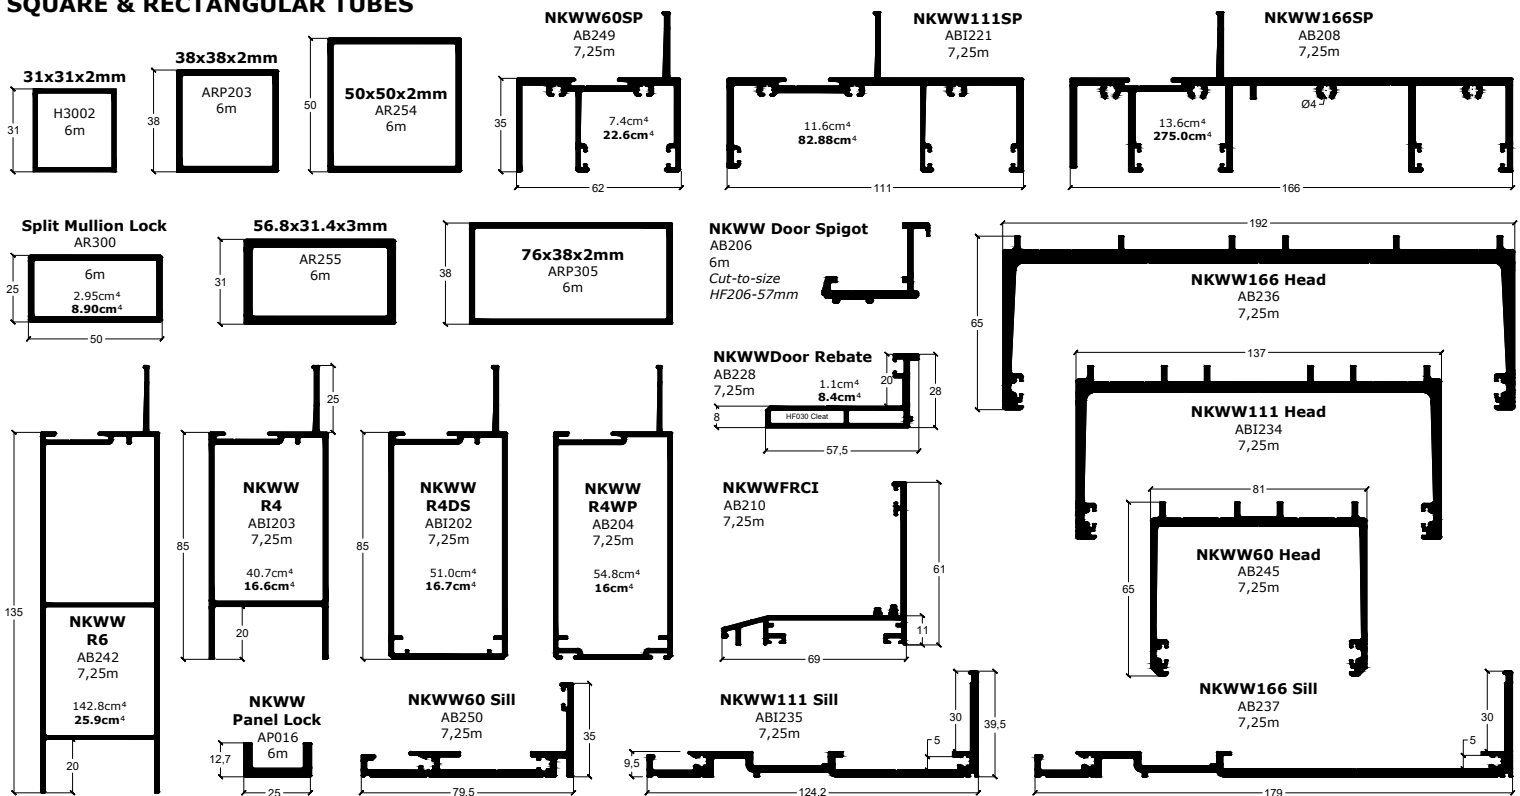 SQUARE & RECTANGULAR TUBES
31x31x2mm
H3002
6m
31
38x38x2mm
ARP203
6m
38
50x50x2mm
AR254
6m
50
NKWW60SP
AB249
7,25m
35
7.4cm⁴
22.6cm⁴
62
NKWW111SP
ABI221
7,25m
11.6cm⁴
82.88cm⁴
111
NKWW166SP
AB208
7,25m
Ø4
13.6cm⁴
275.0cm⁴
166
Split Mullion Lock
AR300
6m
2.95cm⁴
8.90cm⁴
25
50
56.8x31.4x3mm
AR255
6m
31
76x38x2mm
ARP305
6m
38
NKWW Door Spigot
AB206
6m
Cut-to-size
HF206-57mm
192
NKWW166 Head
AB236
7,25m
65
NKWWDoor Rebate
AB228
7,25m
1.1cm⁴
8.4cm⁴
20
28
8
HF030 Cleat
57,5
137
NKWW111 Head
ABI234
7,25m
81
NKWW60 Head
AB245
7,25m
65
135
NKWW
R6
AB242
7,25m
142.8cm⁴
25.9cm⁴
20
25
85
NKWW
R4
ABI203
7,25m
40.7cm⁴
16.6cm⁴
20
85
NKWW
R4DS
ABI202
7,25m
51.0cm⁴
16.7cm⁴
NKWW
R4WP
AB204
7,25m
54.8cm⁴
16cm⁴
NKWWFRCI
AB210
7,25m
61
11
69
NKWW
Panel Lock
AP016
6m
12,7
25
NKWW60 Sill
AB250
7,25m
35
79,5
NKWW111 Sill
ABI235
7,25m
9,5
5
30
39,5
124,2
NKWW166 Sill
AB237
7,25m
5
30
179